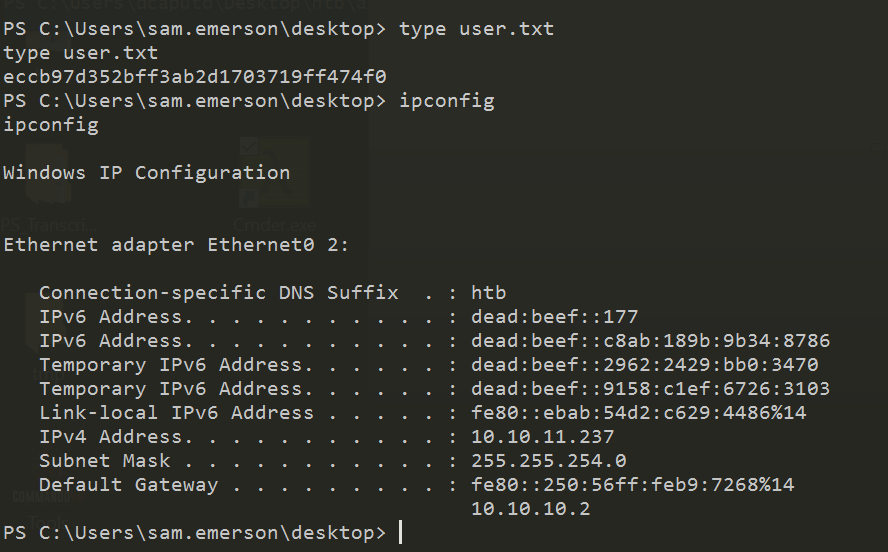 PS C:\Users\sam.emerson\desktop> type user.txt
type user.txt
eccb97d352bff3ab2d1703719ff474f0
PS C:\Users\sam.emerson\desktop> ipconfig
ipconfig
PS_Transcri... Cmder.exe
Windows IP Configuration
Ethernet adapter Ethernet0 2:
Connection-specific DNS Suffix . : htb
IPv6 Address. . . . . . . . . . . : dead:beef::177
IPv6 Address. . . . . . . . . . . : dead:beef::c8ab:189b:9b34:8786
Temporary IPv6 Address. . . . . . : dead:beef::2962:2429:bb0:3470
Temporary IPv6 Address. . . . . . : dead:beef::9158:c1ef:6726:3103
Link-local IPv6 Address . . . . . : fe80::ebab:54d2:c629:4486%14
IPv4 Address. . . . . . . . . . . : 10.10.11.237
Subnet Mask . . . . . . . . . . . : 255.255.254.0
Default Gateway . . . . . . . . . : fe80::250:56ff:feb9:7268%14
10.10.10.2
PS C:\Users\sam.emerson\desktop>